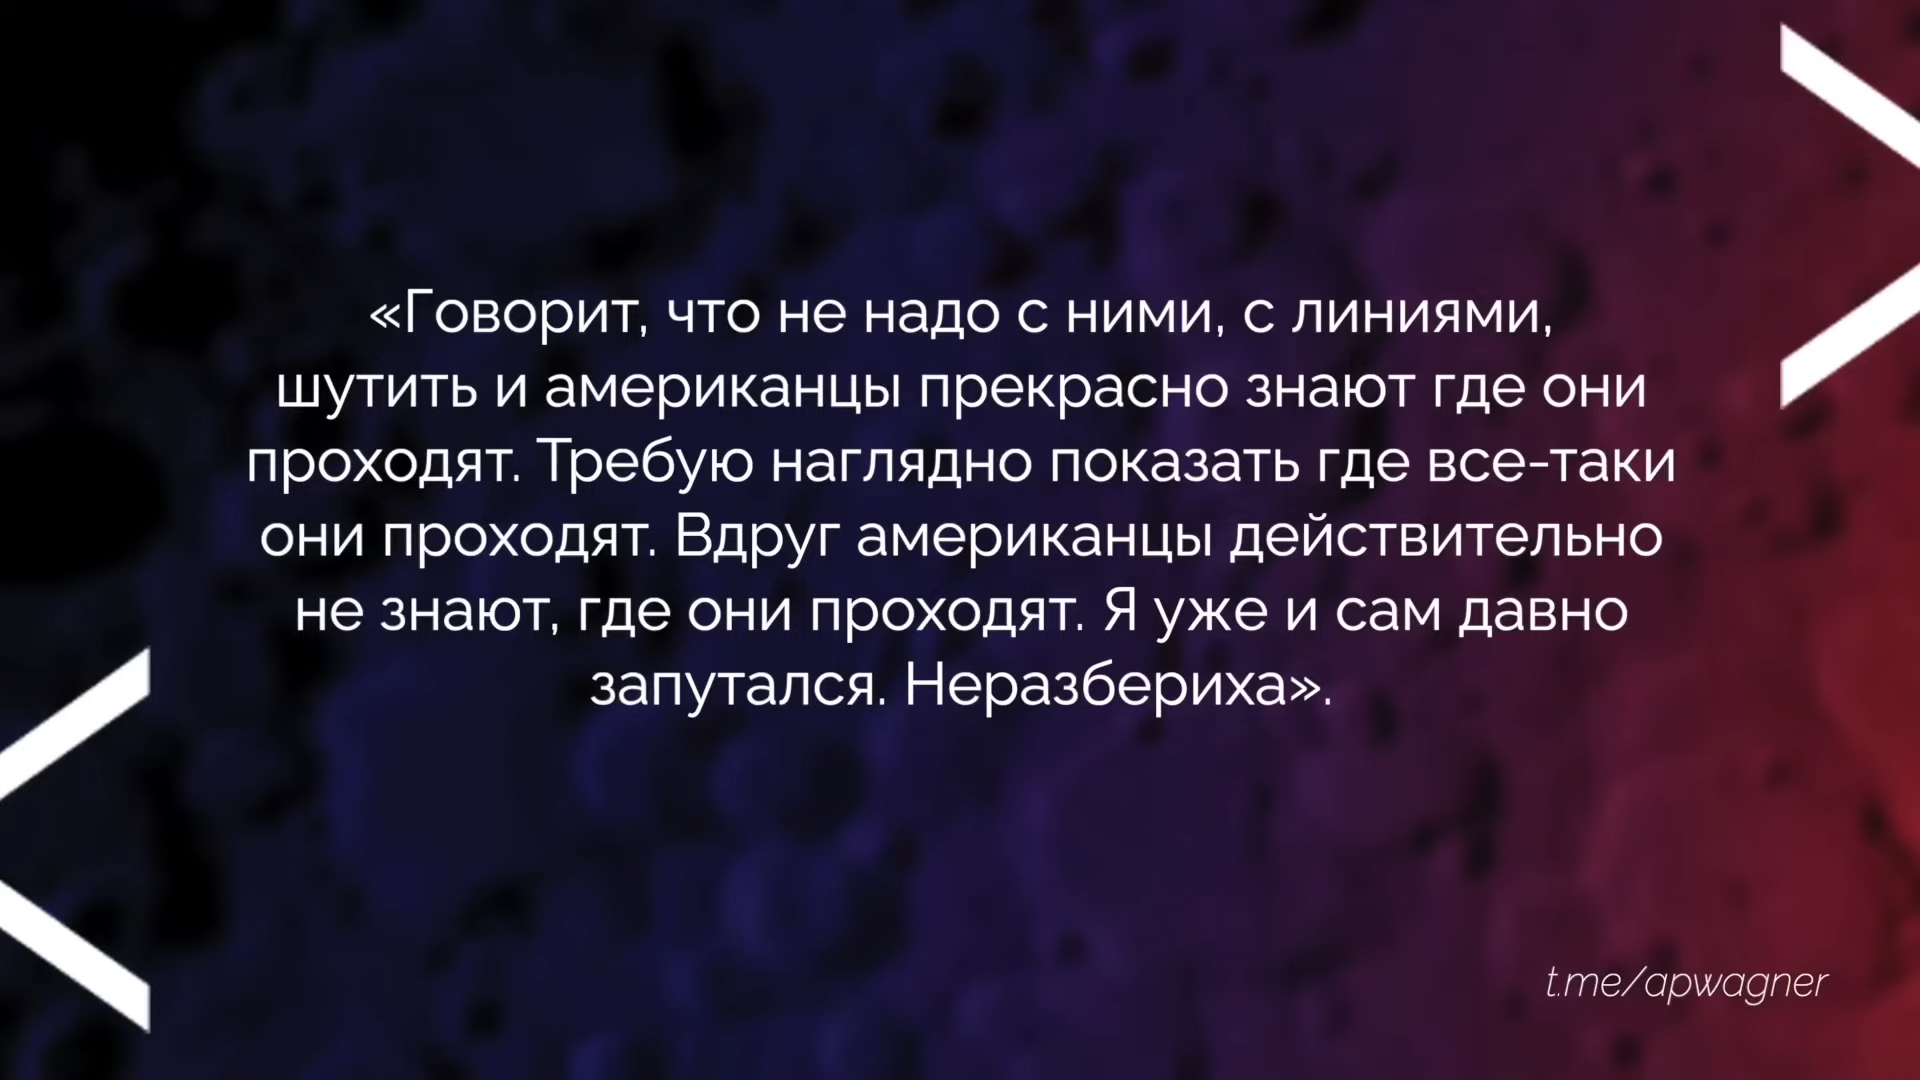 «Говорит, что не надо с ними, с линиями,
шутить и американцы прекрасно знают где они
проходят. Требую наглядно показать где все-таки
они проходят. Вдруг американцы действительно
не знают, где они проходят. Я уже и сам давно
запутался. Неразбериха».
t.me/apwagner